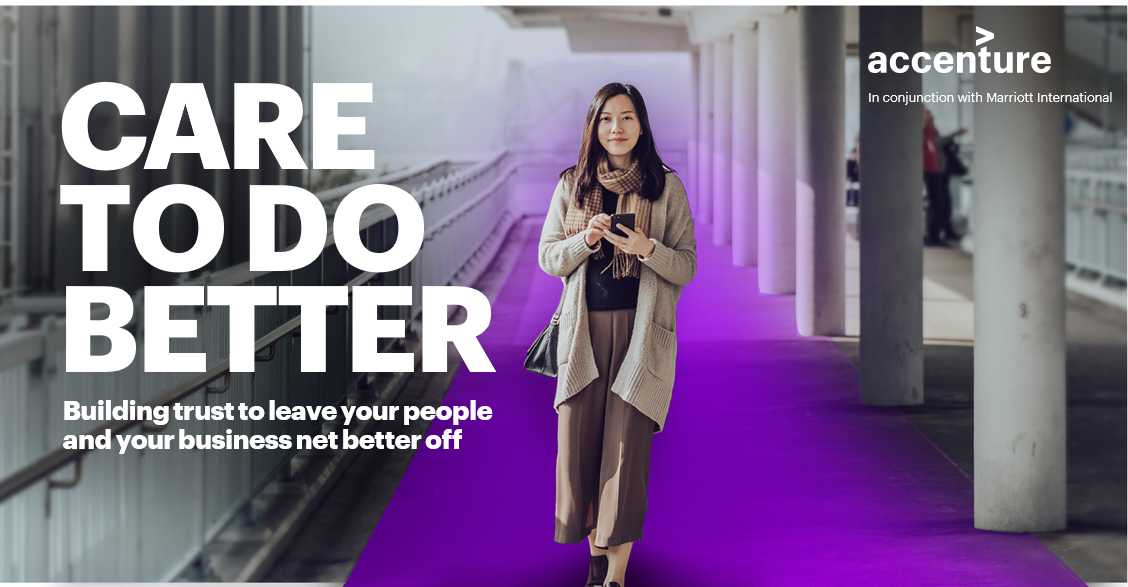 CARE
TO DO
BETTER
Building trust to leave your people
and your business net better off
accenture
In conjunction with Marriott International